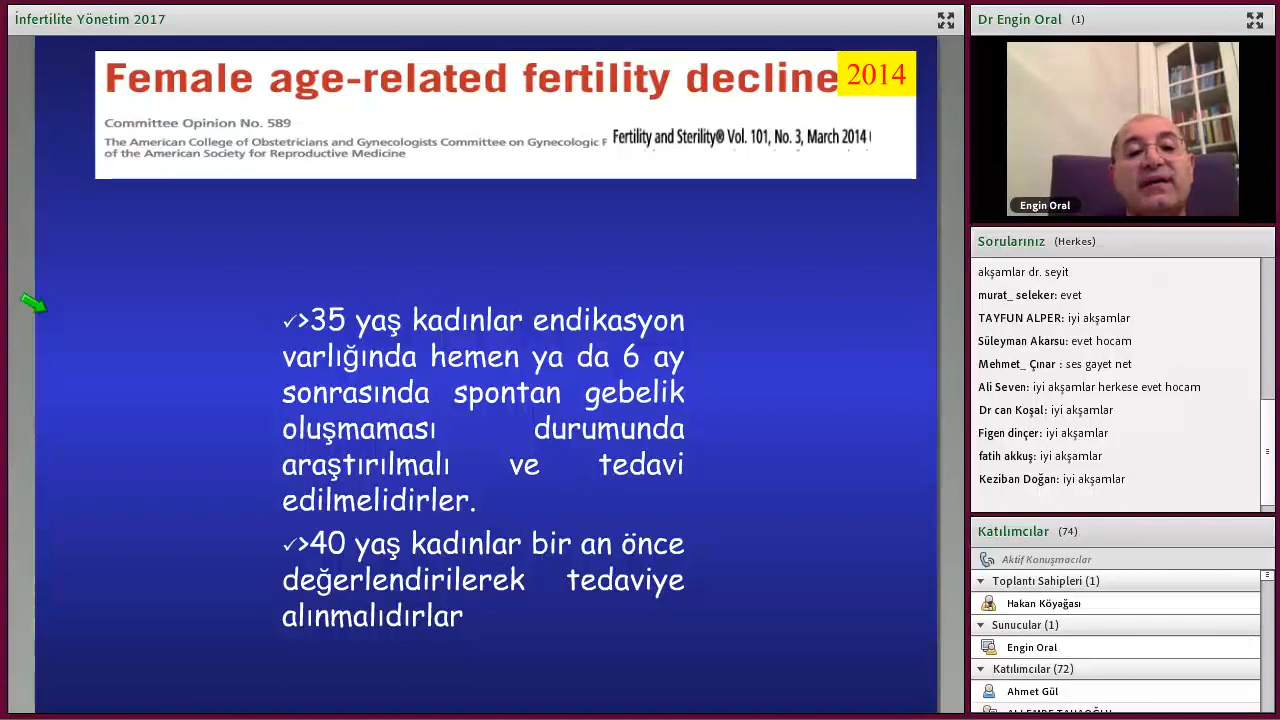 İnfertilite Yönetim 2017
Female age-related fertility decline
2014
Committee Opinion No. 589
The American College of Obstetricians and Gynecologists Committee on Gynecologic
of the American Society for Reproductive Medicine
Fertility and Sterility® Vol. 101, No. 3, March 2014
✓>35 yaş kadınlar endikasyon
varlığında hemen ya da 6 ay
sonrasında spontan gebelik
oluşmaması durumunda
araştırılmalı ve tedavi
edilmelidirler.
✓>40 yaş kadınlar bir an önce
değerlendirilerek tedaviye
alınmalıdırlar
Dr Engin Oral (1)
Engin Oral
Sorularınız (Herkes)
akşamlar dr. seyit
murat_ seleker: evet
TAYFUN ALPER: iyi akşamlar
Süleyman Akarsu: evet hocam
Mehmet_ Çınar : ses gayet net
Ali Seven: iyi akşamlar herkese evet hocam
Dr can Koşal: iyi akşamlar
Figen dinçer: iyi akşamlar
fatih akkuş: iyi akşamlar
Keziban Doğan: iyi akşamlar
Katılımcılar (74)
Aktif Konuşmacılar
Toplantı Sahipleri (1)
Hakan Köyağası
Sunucular (1)
Engin Oral
Katılımcılar (72)
Ahmet Gül